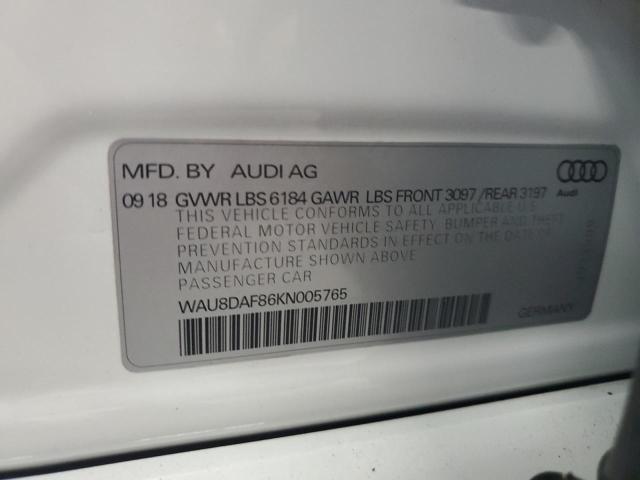 MFD. BY AUDI AG
Audi
09 18 GVWR LBS 6184 GAWR LBS FRONT 3097 / REAR 3197
THIS VEHICLE CONFORMS TO ALL APPLICABLE U.S.
FEDERAL MOTOR VEHICLE SAFETY, BUMPER AND THEFT
PREVENTION STANDARDS IN EFFECT ON THE DATE OF
MANUFACTURE SHOWN ABOVE
PASSENGER CAR
WAU8DAF86KN005765
GERMANY